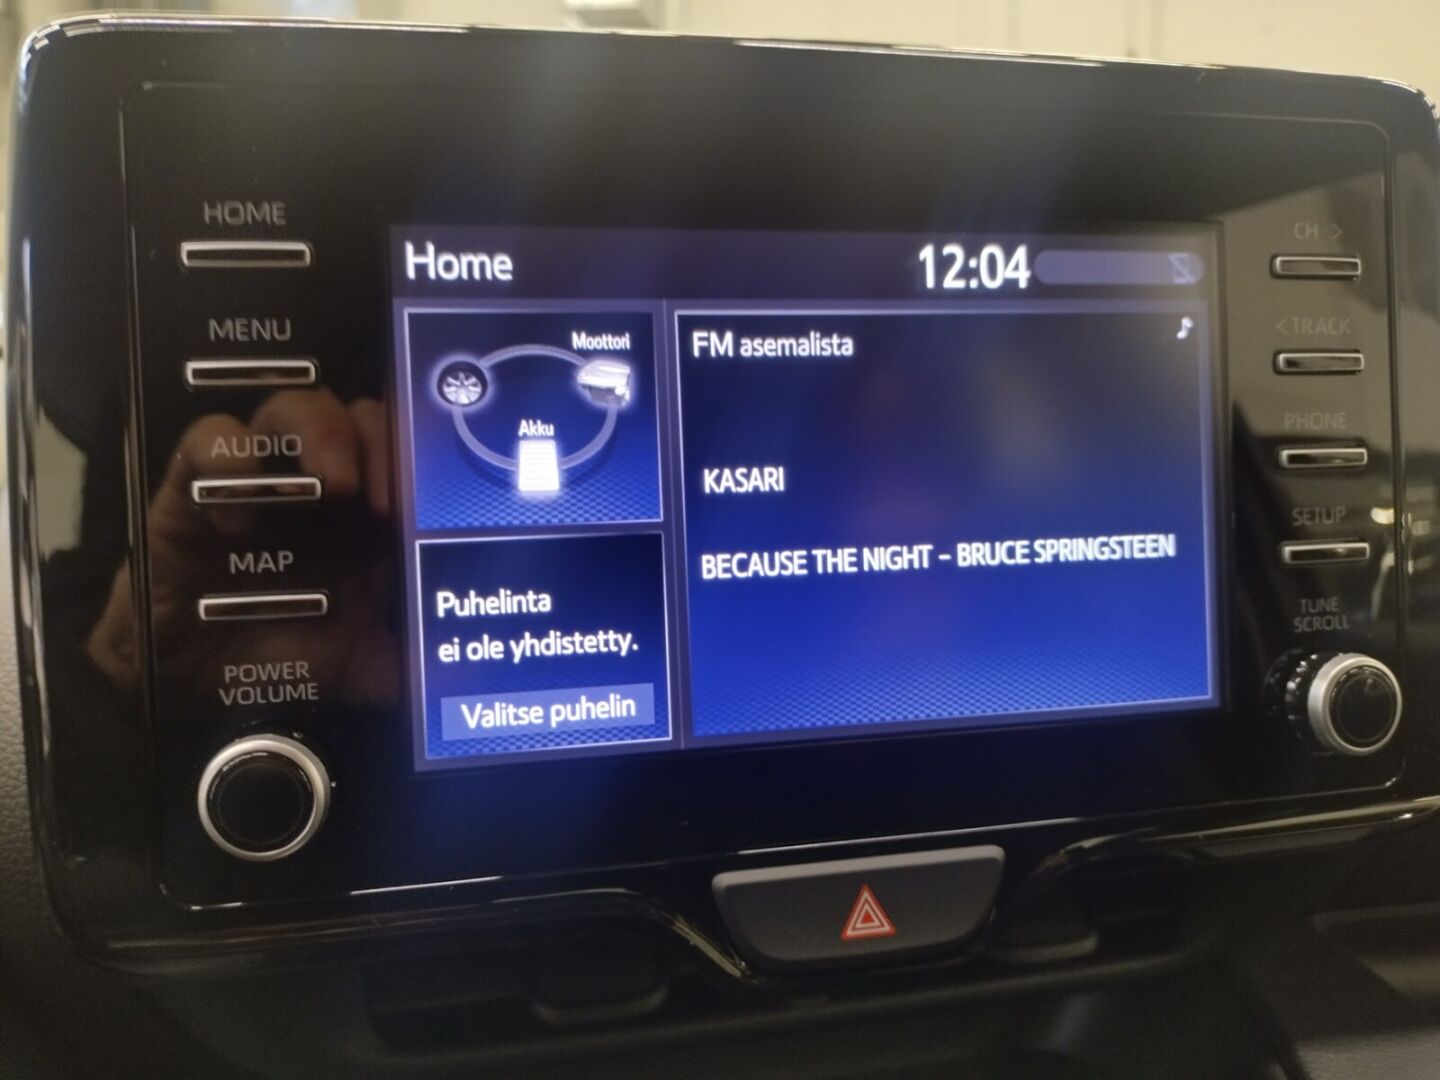 HOME
MENU
AUDIO
MAP
POWER
VOLUME
Home
12:04
Moottori
Akku
Puhelinta
ei ole yhdistetty.
Valitse puhelin
FM asemalista
KASARI
BECAUSE THE NIGHT - BRUCE SPRINGSTEEN
CH >
< TRACK
PHONE
SETUP
TUNE
SCROLL